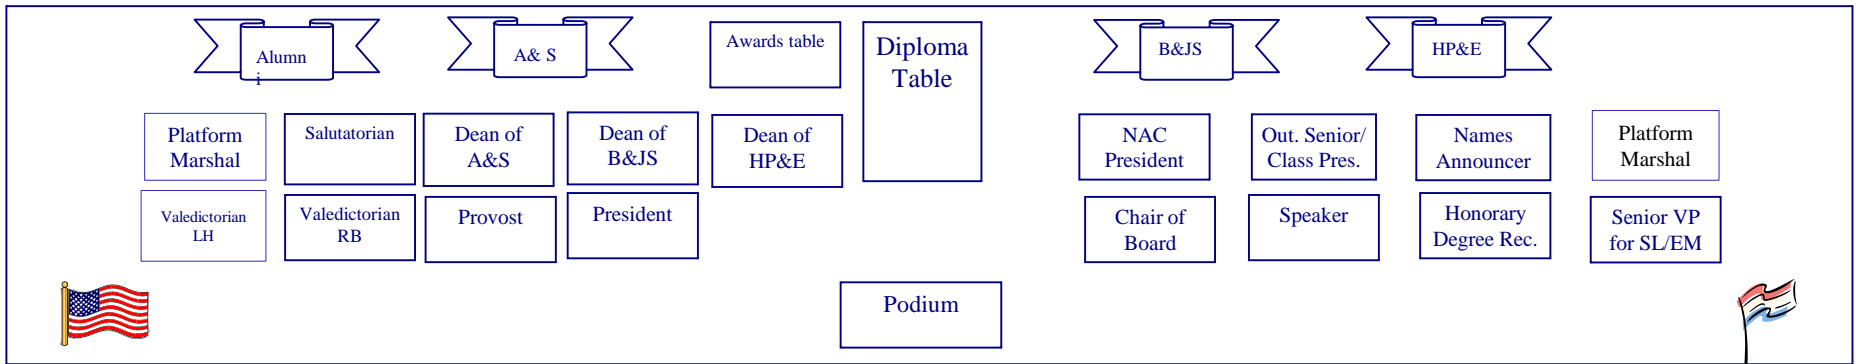 Alumn
i
A& S
Awards table
Diploma
Table
B&JS
HP&E
Platform
Marshal
Salutatorian
Dean of
A&S
Dean of
B&JS
Dean of
HP&E
NAC
President
Out. Senior/
Class Pres.
Names
Announcer
Platform
Marshal
Valedictorian
LH
Valedictorian
RB
Provost
President
Chair of
Board
Speaker
Honorary
Degree Rec.
Senior VP
for SL/EM
Podium